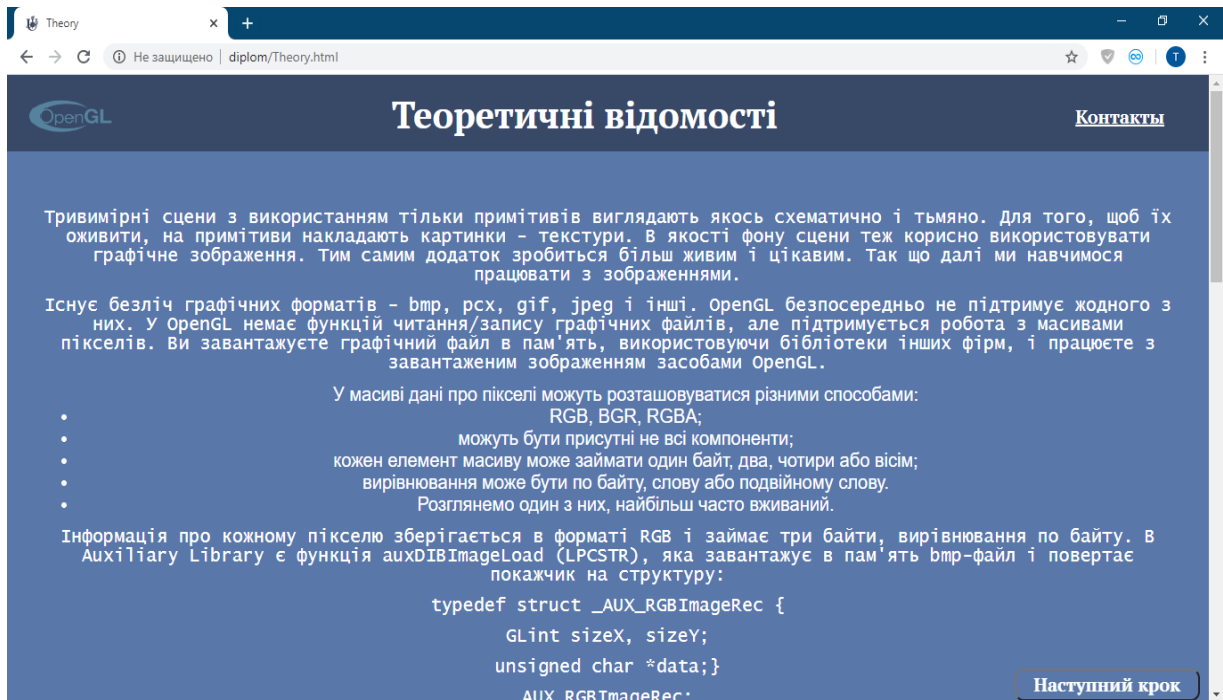 Theory
Не защищено
diplom/Theory.html
T
OpenGL
Теоретичні відомості
Контакты
Тривимірні сцени з використанням тільки примітивів виглядають якось схематично і тьмяно. Для того, щоб їх
оживити, на примітиви накладають картинки - текстури. В якості фону сцени теж корисно використовувати
графічне зображення. Тим самим додаток зробиться більш живим і цікавим. Так що далі ми навчимося
працювати з зображеннями.
Існує безліч графічних форматів - bmp, pcx, gif, jpeg і інші. OpenGL безпосередньо не підтримує жодного з
них. У OpenGL немає функцій читання/запису графічних файлів, але підтримується робота з масивами
пікселів. Ви завантажуєте графічний файл в пам'ять, використовуючи бібліотеки інших фірм, і працюєте з
завантаженим зображенням засобами OpenGL.
У масиві дані про пікселі можуть розташовуватися різними способами:
• RGB, BGR, RGBA;
• можуть бути присутні не всі компоненти;
• кожен елемент масиву може займати один байт, два, чотири або вісім;
• вирівнювання може бути по байту, слову або подвійному слову.
• Розглянемо один з них, найбільш часто вживаний.
Інформація про кожному пікселю зберігається в форматі RGB і займає три байти, вирівнювання по байту. В
Auxiliary Library є функція auxDIBImageLoad (LPCSTR), яка завантажує в пам'ять bmp-файл і повертає
покажчик на структуру:
typedef struct _AUX_RGBImageRec {
GLint sizeX, sizeY;
unsigned char *data;}
AUX_RGBImageRec;
Наступний крок